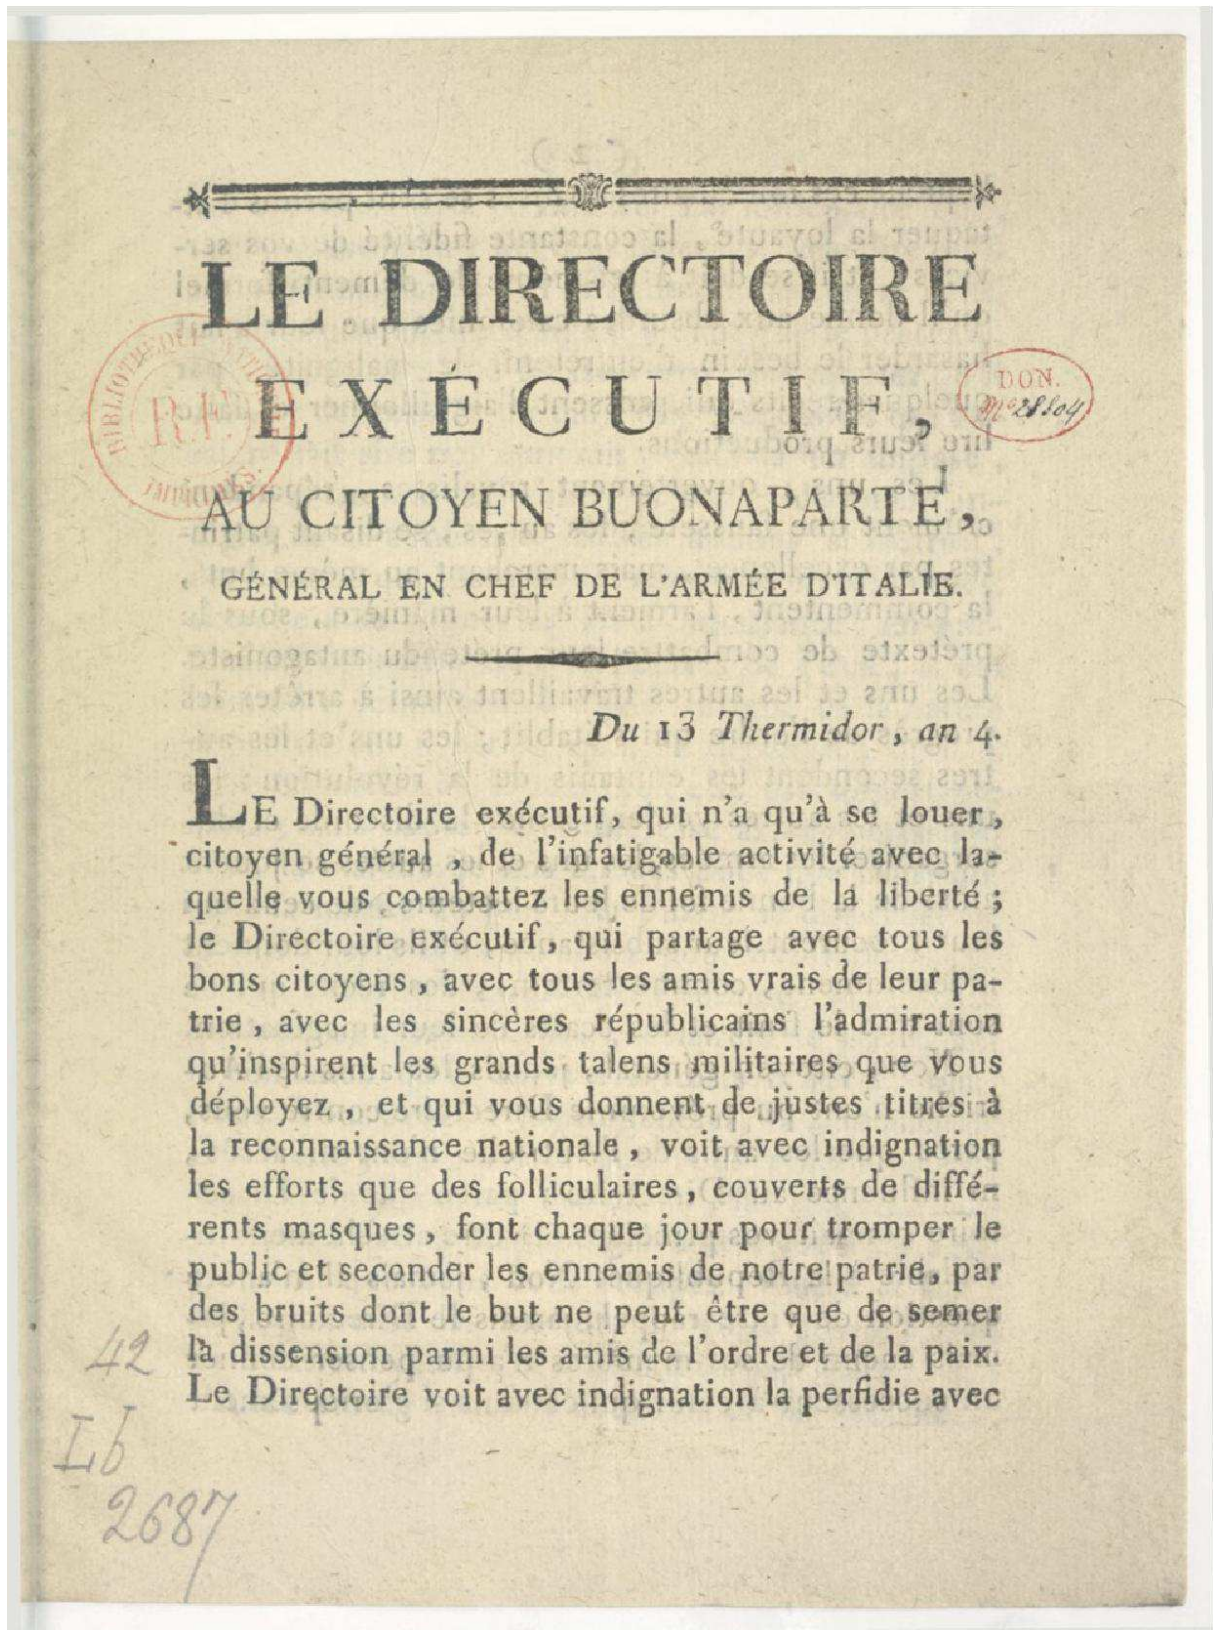 LE DIRECTOIRE
EXÉCUTIF,
BIBLIOTHEQUE NATIONALE
R.F.
IMPRIMÉS
DON.
No 28804
AU CITOYEN BUONAPARTE,
GÉNÉRAL EN CHEF DE L'ARMÉE D'ITALIE.
Du 13 Thermidor, an 4.
LE Directoire exécutif, qui n'a qu'à se louer,
citoyen général, de l'infatigable activité avec la-
quelle vous combattez les ennemis de la liberté ;
le Directoire exécutif, qui partage avec tous les
bons citoyens, avec tous les amis vrais de leur pa-
trie, avec les sincères républicains l'admiration
qu'inspirent les grands talens militaires que vous
déployez, et qui vous donnent de justes titres à
la reconnaissance nationale, voit avec indignation
les efforts que des folliculaires, couverts de diffé-
rents masques, font chaque jour pour tromper le
public et seconder les ennemis de notre patrie, par
des bruits dont le but ne peut être que de semer
la dissension parmi les amis de l'ordre et de la paix.
Le Directoire voit avec indignation la perfidie avec
42
Lb
2687